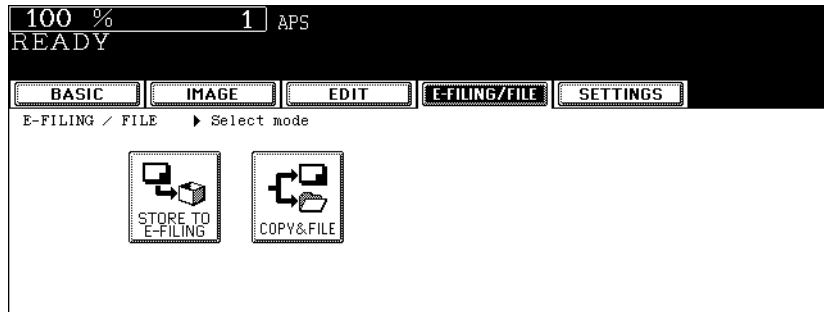 100 % 1 APS
READY
BASIC IMAGE EDIT E-FILING/FILE SETTINGS
E-FILING / FILE ▶ Select mode
STORE TO
E-FILING
COPY&FILE